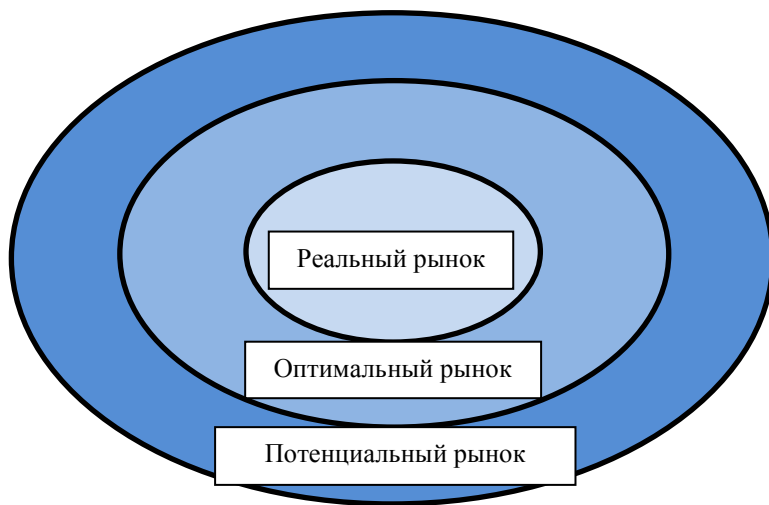 Реальный рынок
Оптимальный рынок
Потенциальный рынок